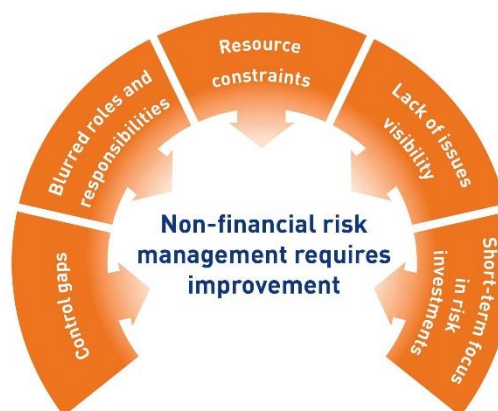 Control gaps
Blurred roles and
responsibilities
Resource
constraints
Lack of issues
visibility
Short-term focus
in risk
investments
Non-financial risk
management requires
improvement